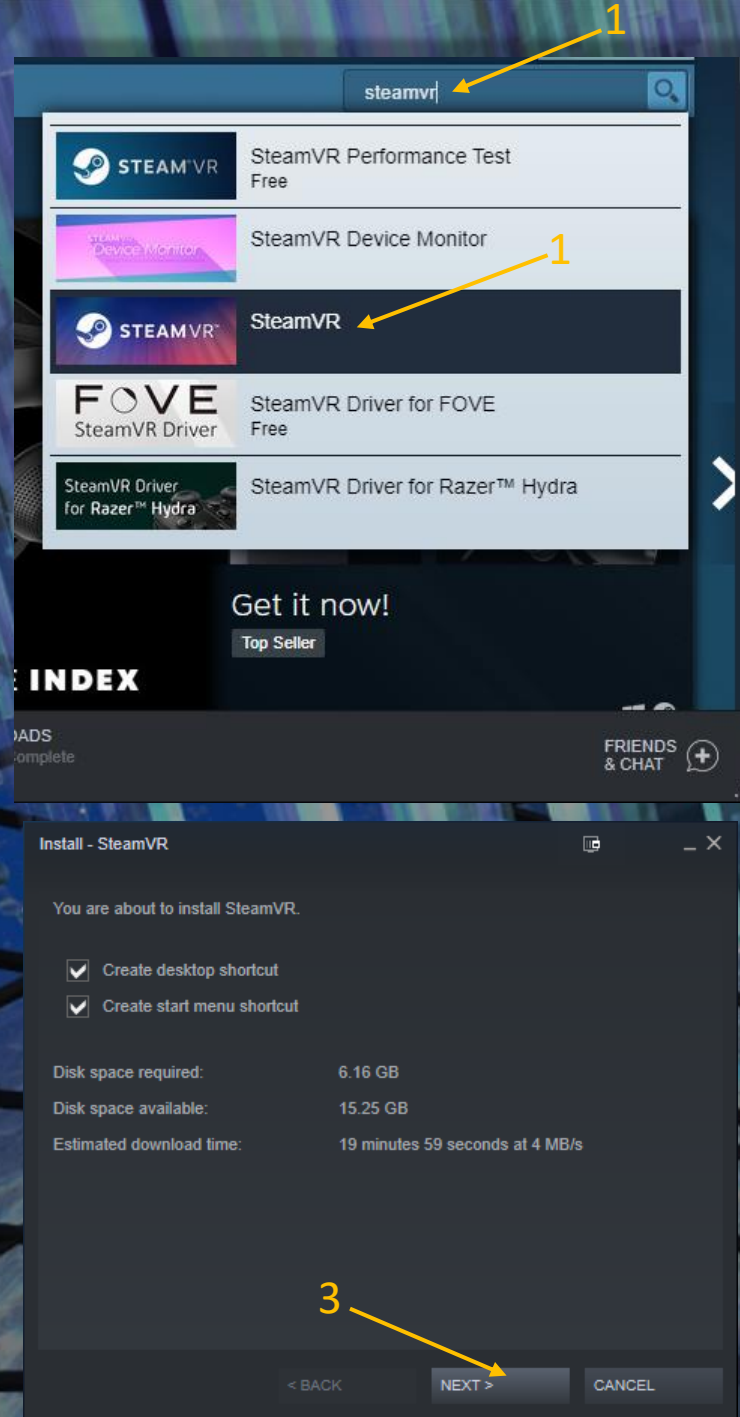 1
steamvr
STEAM®VR
SteamVR Performance Test
Free
STEAMVR
Device Monitor
SteamVR Device Monitor
1
STEAMVR™
SteamVR
FOVE
SteamVR Driver
SteamVR Driver for FOVE
Free
SteamVR Driver
for Razer™ Hydra
SteamVR Driver for Razer™ Hydra
Get it now!
Top Seller
INDEX
FRIENDS
& CHAT
Install - SteamVR
You are about to install SteamVR.
Create desktop shortcut
Create start menu shortcut
Disk space required: 6.16 GB
Disk space available: 15.25 GB
Estimated download time: 19 minutes 59 seconds at 4 MB/s
3
< BACK NEXT > CANCEL